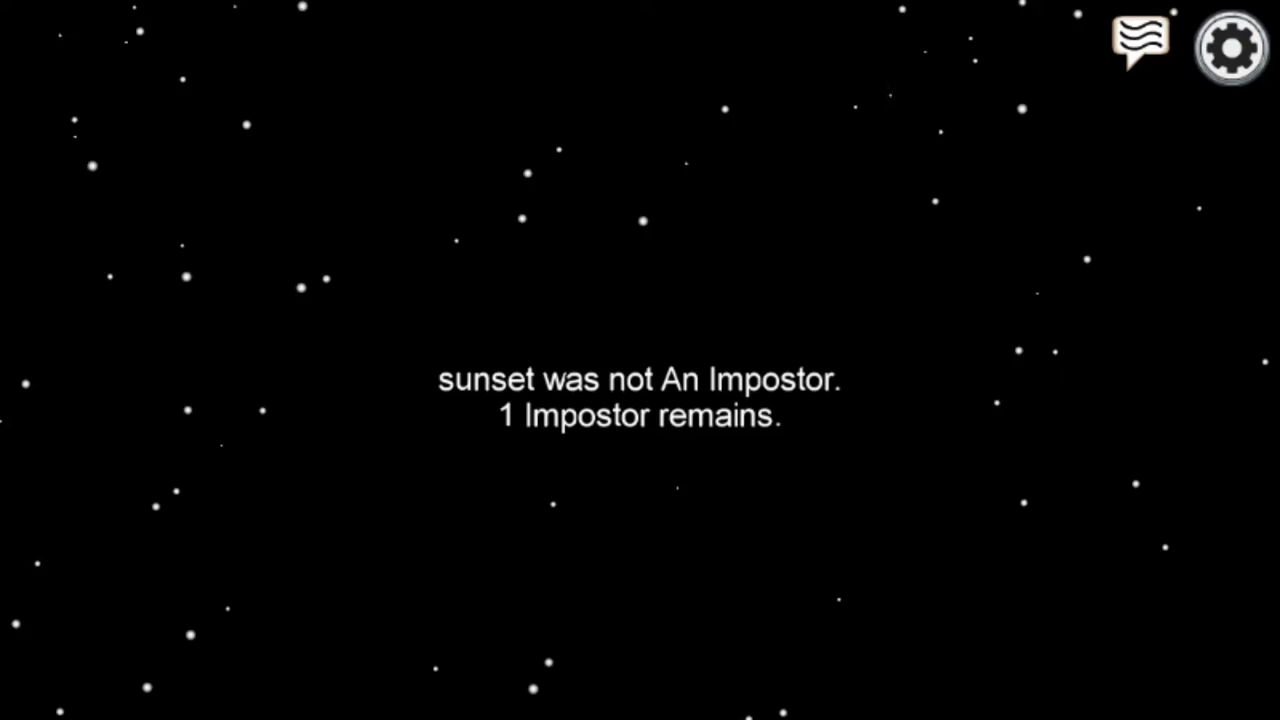 sunset was not An Impostor.
1 Impostor remains.